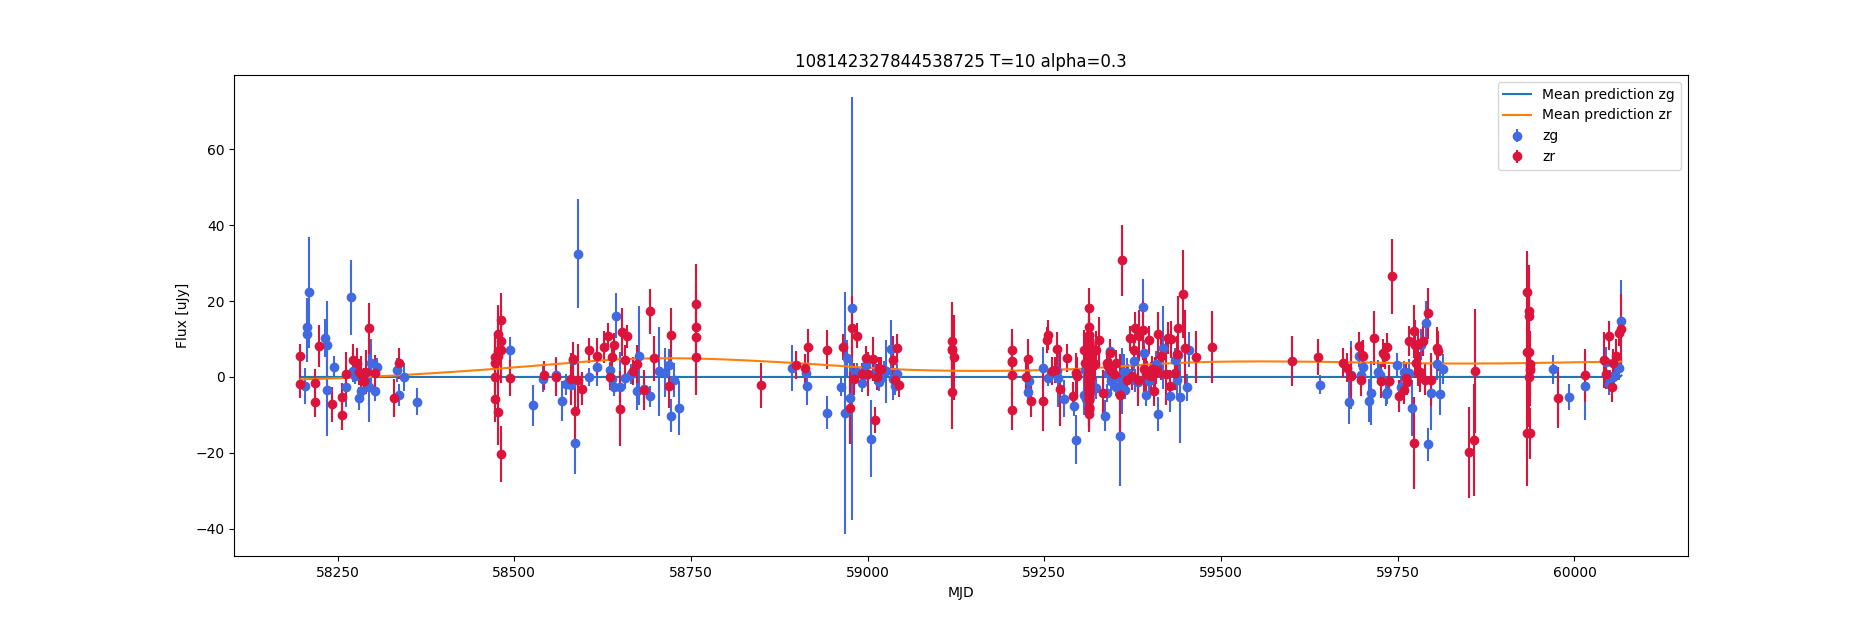 108142327844538725 T=10 alpha=0.3
Mean prediction zg
Mean prediction zr
zg
zr
Flux [uJy]
60
40
20
0
−20
−40
58250
58500
58750
59000
59250
59500
59750
60000
MJD